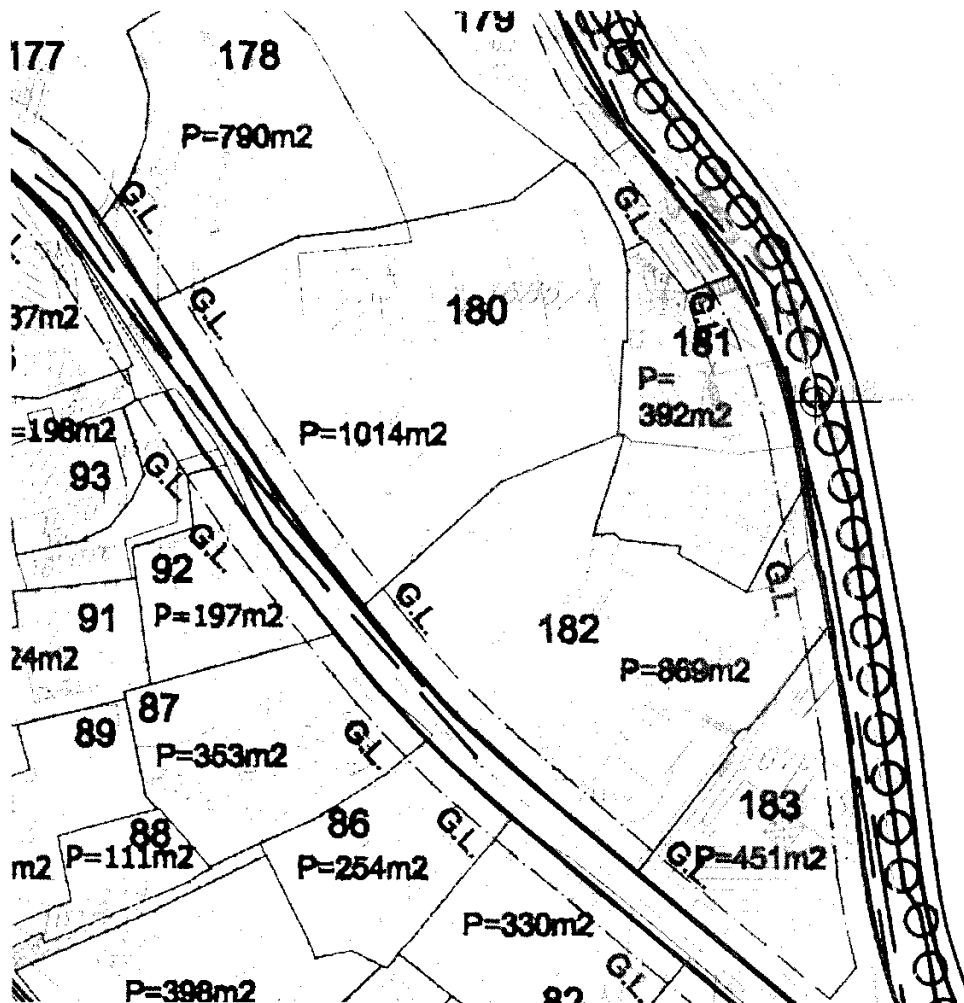 179
177
178
P=790m2
G.L.
G.L.
180
G.L.
G.L.
37m2
181
P=
392m2
=198m2
P=1014m2
93
G.L.
G.L.
92
G.L.
G.L.
91
P=197m2
182
24m2
P=869m2
87
89
G.L.
P=353m2
183
88
86
G.L.
m2
P=111m2
P=254m2
G.L.
P=451m2
P=330m2
G.L.
P=398m2
82